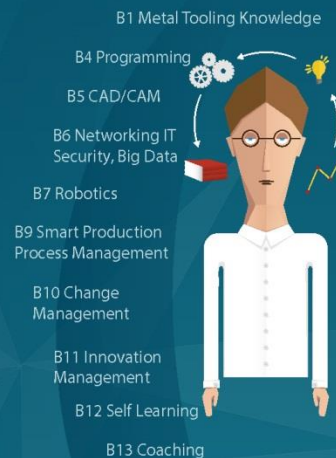 B1 Metal Tooling Knowledge
B4 Programming
B5 CAD/CAM
B6 Networking IT
Security, Big Data
B7 Robotics
B9 Smart Production
Process Management
B10 Change
Management
B11 Innovation
Management
B12 Self Learning
B13 Coaching